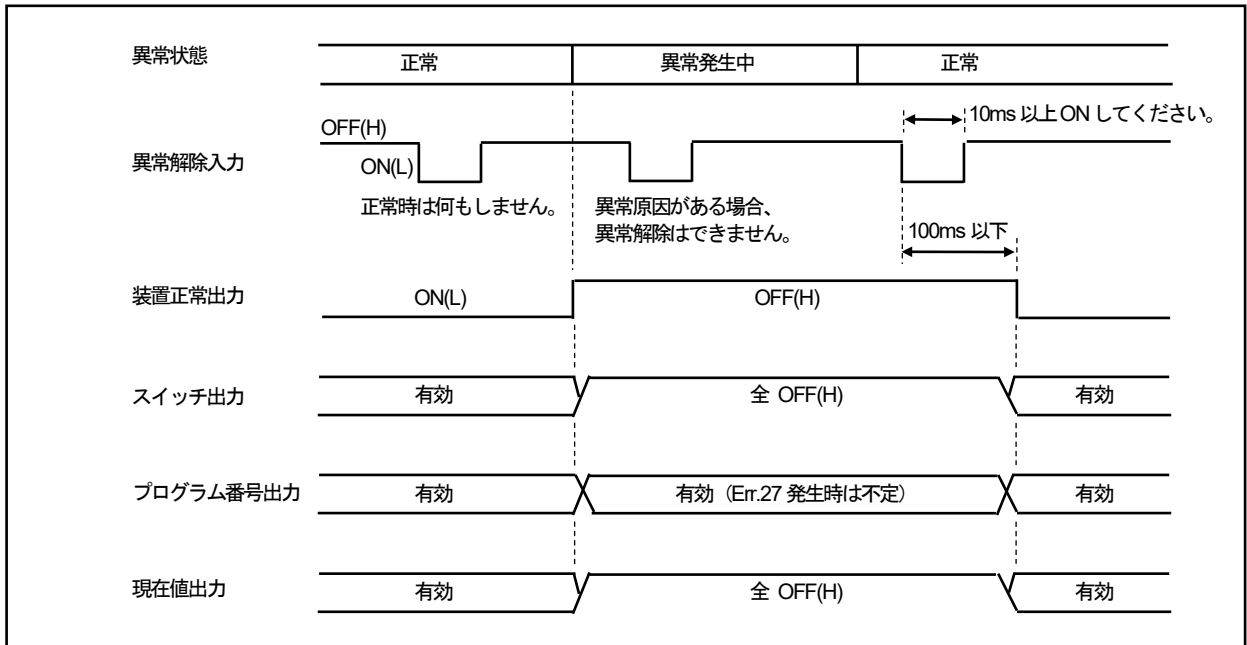 異常状態
正常
異常発生中
正常
10ms 以上 ON してください。
OFF(H)
異常解除入力
ON(L)
正常時は何もしません。
異常原因がある場合、
異常解除はできません。
100ms 以下
装置正常出力
ON(L)
OFF(H)
スイッチ出力
有効
全 OFF(H)
有効
プログラム番号出力
有効
有効（Err.27 発生時は不定）
有効
現在値出力
有効
全 OFF(H)
有効